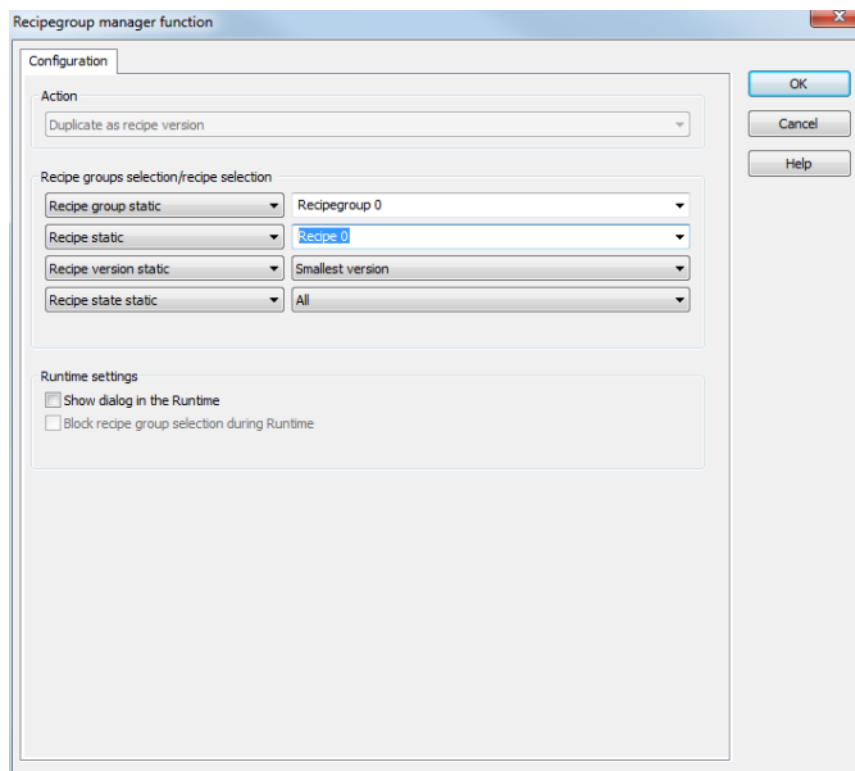 Recipegroup manager function
Configuration
OK
Action
Duplicate as recipe version
Cancel
Help
Recipe groups selection/recipe selection
Recipe group static Recipegroup 0
Recipe static Recipe 0
Recipe version static Smallest version
Recipe state static All
Runtime settings
Show dialog in the Runtime
Block recipe group selection during Runtime